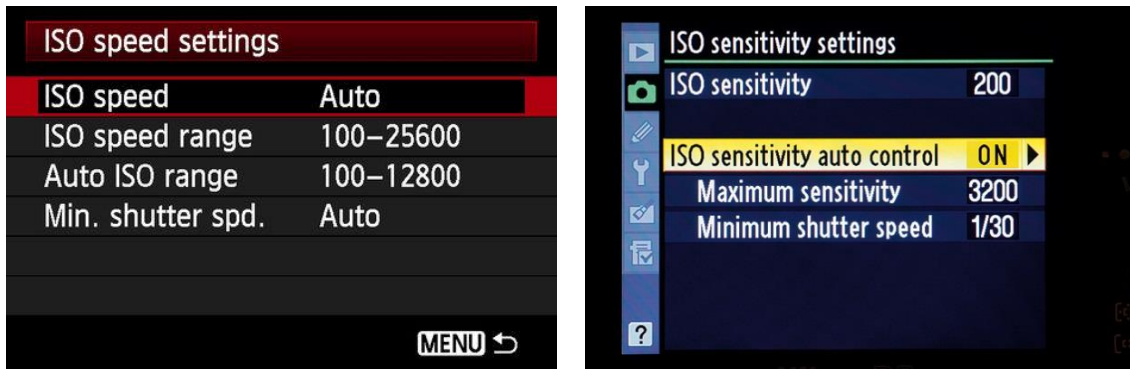 ISO speed settings
ISO speed Auto
ISO speed range 100–25600
Auto ISO range 100–12800
Min. shutter spd. Auto
MENU
ISO sensitivity settings
ISO sensitivity 200
ISO sensitivity auto control ON
Maximum sensitivity 3200
Minimum shutter speed 1/30
?